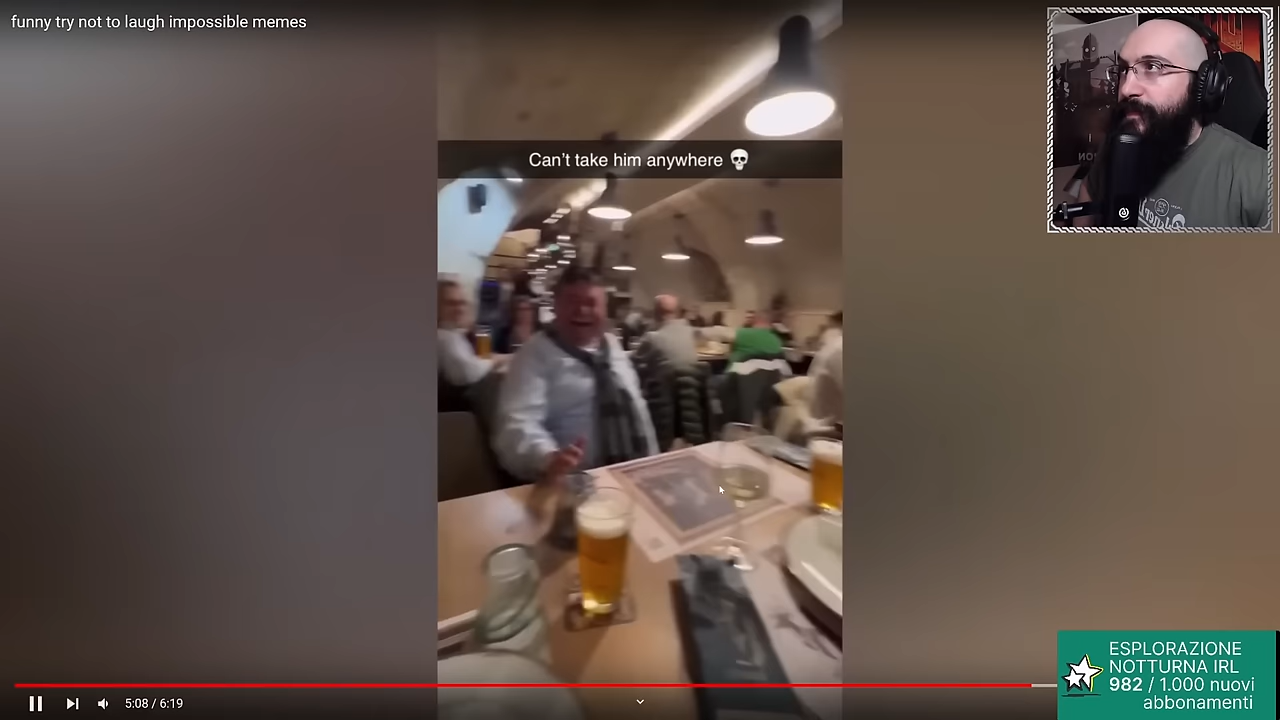 funny try not to laugh impossible memes
Can't take him anywhere 💀
ESPLORAZIONE
NOTTURNA IRL
982 / 1.000 nuovi
abbonamenti
5:08 / 6:19